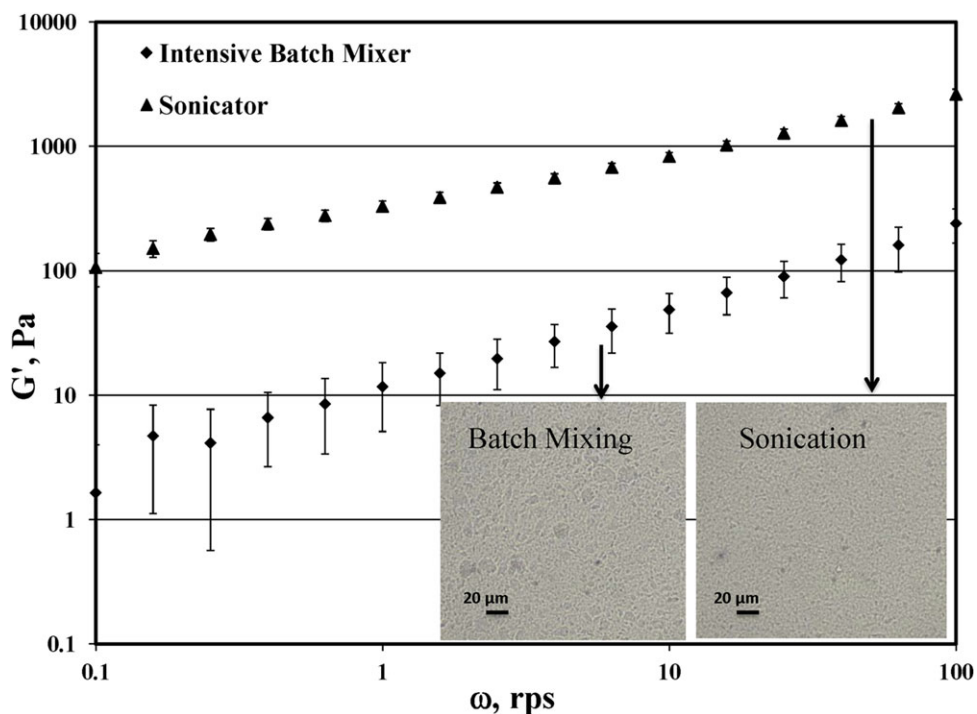 10000
1000
100
10
1
0.1
G', Pa
Intensive Batch Mixer
Sonicator
Batch Mixing
Sonication
20 µm
20 µm
0.1
1
10
100
ω, rps